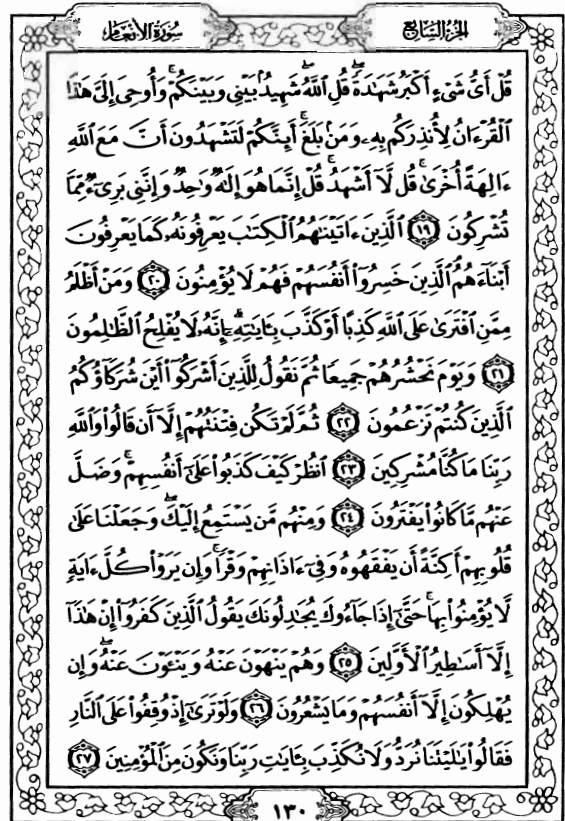 الجزء السابع
سورة الأنعام
قُلْ أَىُّ شَىْءٍ أَكْبَرُ شَهَـٰدَةً ۖ قُلِ ٱللَّهُ ۖ شَهِيدٌۢ بَيْنِى وَبَيْنَكُمْ ۚ وَأُوحِىَ إِلَىَّ هَـٰذَا
ٱلْقُرْءَانُ لِأُنذِرَكُم بِهِۦ وَمَنۢ بَلَغَ ۚ أَئِنَّكُمْ لَتَشْهَدُونَ أَنَّ مَعَ ٱللَّهِ
ءَالِهَةً أُخْرَىٰ ۚ قُل لَّآ أَشْهَدُ ۚ قُلْ إِنَّمَا هُوَ إِلَـٰهٌ وَٰحِدٌ وَإِنَّنِى بَرِىٓءٌ مِّمَّا
تُشْرِكُونَ ١٩ ٱلَّذِينَ ءَاتَيْنَـٰهُمُ ٱلْكِتَـٰبَ يَعْرِفُونَهُۥ كَمَا يَعْرِفُونَ
أَبْنَآءَهُمُ ٱلَّذِينَ خَسِرُوٓا۟ أَنفُسَهُمْ فَهُمْ لَا يُؤْمِنُونَ ٢٠ وَمَنْ أَظْلَمُ
مِمَّنِ ٱفْتَرَىٰ عَلَى ٱللَّهِ كَذِبًا أَوْ كَذَّبَ بِـَٔايَـٰتِهِۦٓ ۗ إِنَّهُۥ لَا يُفْلِحُ ٱلظَّـٰلِمُونَ
٢١ وَيَوْمَ نَحْشُرُهُمْ جَمِيعًا ثُمَّ نَقُولُ لِلَّذِينَ أَشْرَكُوٓا۟ أَيْنَ شُرَكَآؤُكُمُ
ٱلَّذِينَ كُنتُمْ تَزْعُمُونَ ٢٢ ثُمَّ لَمْ تَكُن فِتْنَتُهُمْ إِلَّآ أَن قَالُوا۟ وَٱللَّهِ
رَبِّنَا مَا كُنَّا مُشْرِكِينَ ٢٣ ٱنظُرْ كَيْفَ كَذَبُوا۟ عَلَىٰٓ أَنفُسِهِمْ ۚ وَضَلَّ
عَنْهُم مَّا كَانُوا۟ يَفْتَرُونَ ٢٤ وَمِنْهُم مَّن يَسْتَمِعُ إِلَيْكَ ۖ وَجَعَلْنَا عَلَىٰ
قُلُوبِهِمْ أَكِنَّةً أَن يَفْقَهُوهُ وَفِىٓ ءَاذَانِهِمْ وَقْرًا ۚ وَإِن يَرَوْا۟ كُلَّ ءَايَةٍ
لَّا يُؤْمِنُوا۟ بِهَا ۚ حَتَّىٰٓ إِذَا جَآءُوكَ يُجَـٰدِلُونَكَ يَقُولُ ٱلَّذِينَ كَفَرُوٓا۟ إِنْ هَـٰذَآ
إِلَّآ أَسَـٰطِيرُ ٱلْأَوَّلِينَ ٢٥ وَهُمْ يَنْهَوْنَ عَنْهُ وَيَنْـَٔوْنَ عَنْهُ ۖ وَإِن
يُهْلِكُونَ إِلَّآ أَنفُسَهُمْ وَمَا يَشْعُرُونَ ٢٦ وَلَوْ تَرَىٰٓ إِذْ وُقِفُوا۟ عَلَى ٱلنَّارِ
فَقَالُوا۟ يَـٰلَيْتَنَا نُرَدُّ وَلَا نُكَذِّبَ بِـَٔايَـٰتِ رَبِّنَا وَنَكُونَ مِنَ ٱلْمُؤْمِنِينَ ٢٧
١٣٠